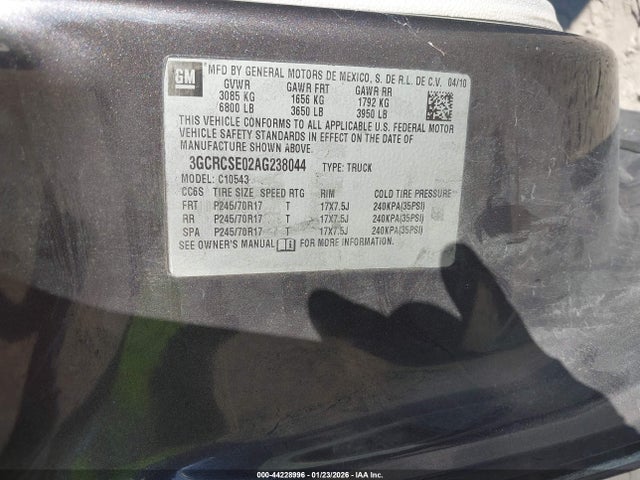 GM
MFD BY GENERAL MOTORS DE MEXICO, S. DE R.L. DE C.V. 04/10
GVWR GAWR FRT GAWR RR
3085 KG 1656 KG 1792 KG
6800 LB 3650 LB 3950 LB
THIS VEHICLE CONFORMS TO ALL APPLICABLE U.S. FEDERAL MOTOR
VEHICLE SAFETY STANDARDS IN EFFECT ON THE DATE OF
MANUFACTURE SHOWN ABOVE.
3GCRCSE02AG238044 TYPE: TRUCK
MODEL: C10543
CC6S TIRE SIZE SPEED RTG RIM COLD TIRE PRESSURE
FRT P245/70R17 T 17X7.5J 240KPA(35PSI)
RR P245/70R17 T 17X7.5J 240KPA(35PSI)
SPA P245/70R17 T 17X7.5J 240KPA(35PSI)
SEE OWNER'S MANUAL i FOR MORE INFORMATION.
000-44228996 - 01/23/2026 - IAA Inc.